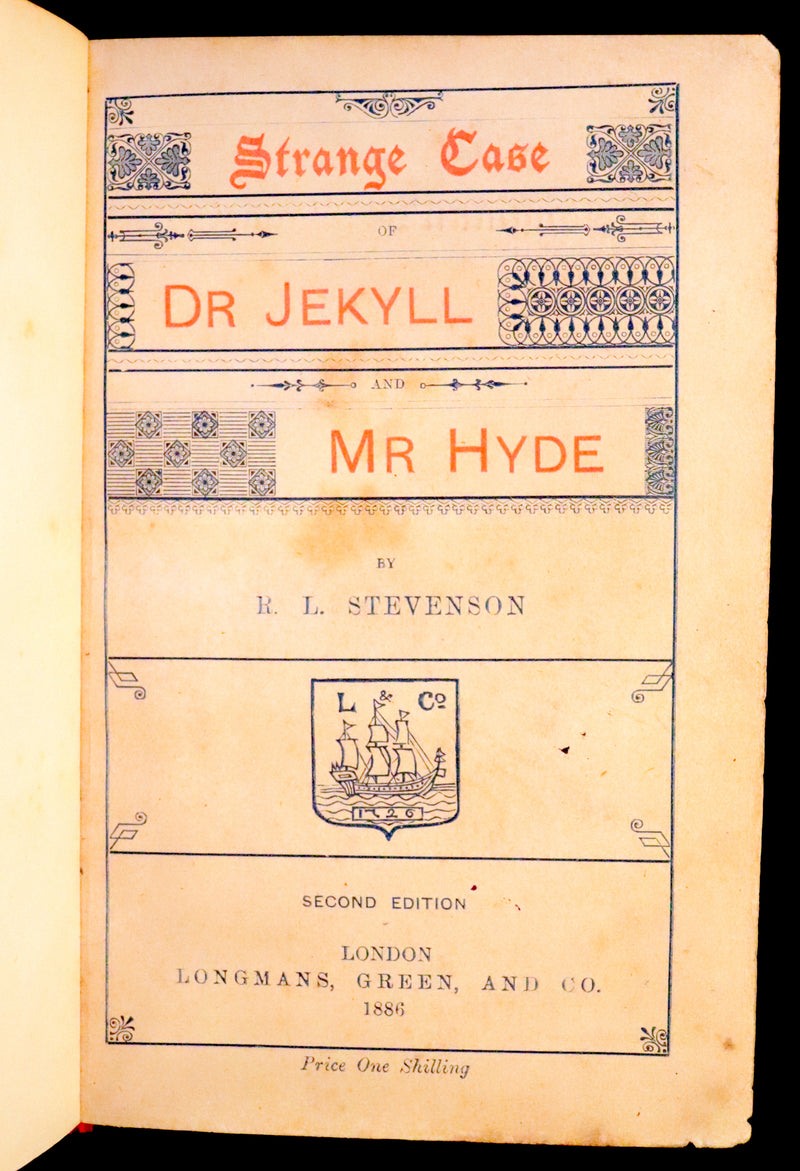 Strange Case
OF
DR JEKYLL
AND
MR HYDE
BY
R. L. STEVENSON
L & Co
1726
SECOND EDITION
LONDON
LONGMANS, GREEN, AND CO.
1886
Price One Shilling